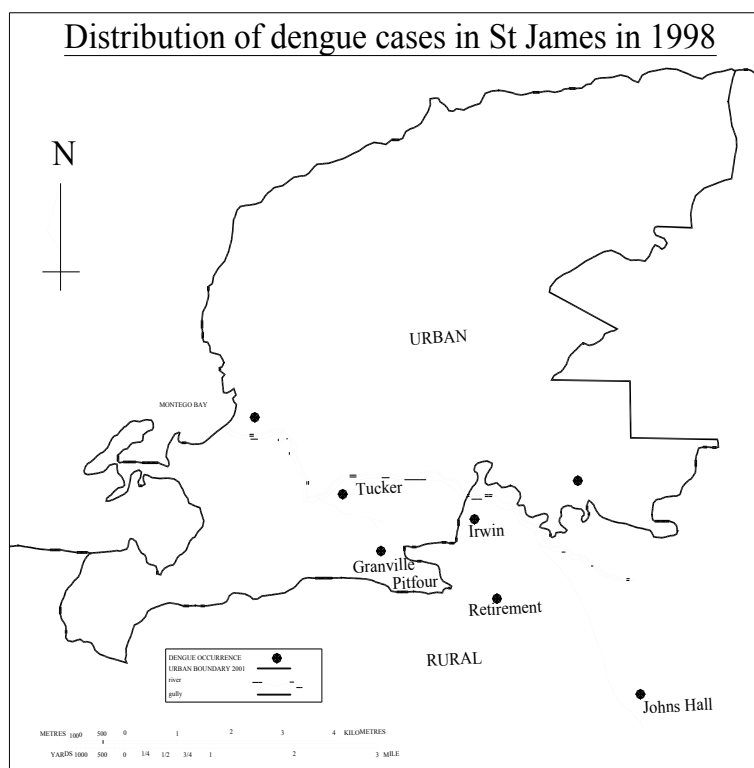 Distribution of dengue cases in St James in 1998
N
URBAN
MONTEGO BAY
Tucker
Irwin
Granville
Pitfour
Retirement
RURAL
Johns Hall
DENGUE OCCURRENCE
URBAN BOUNDARY 2001
river
gully
METRES 1000 500 0 1 2 3 4 KILOMETRES
YARDS 1000 500 0 1/4 1/2 3/4 1 2 3 MILE